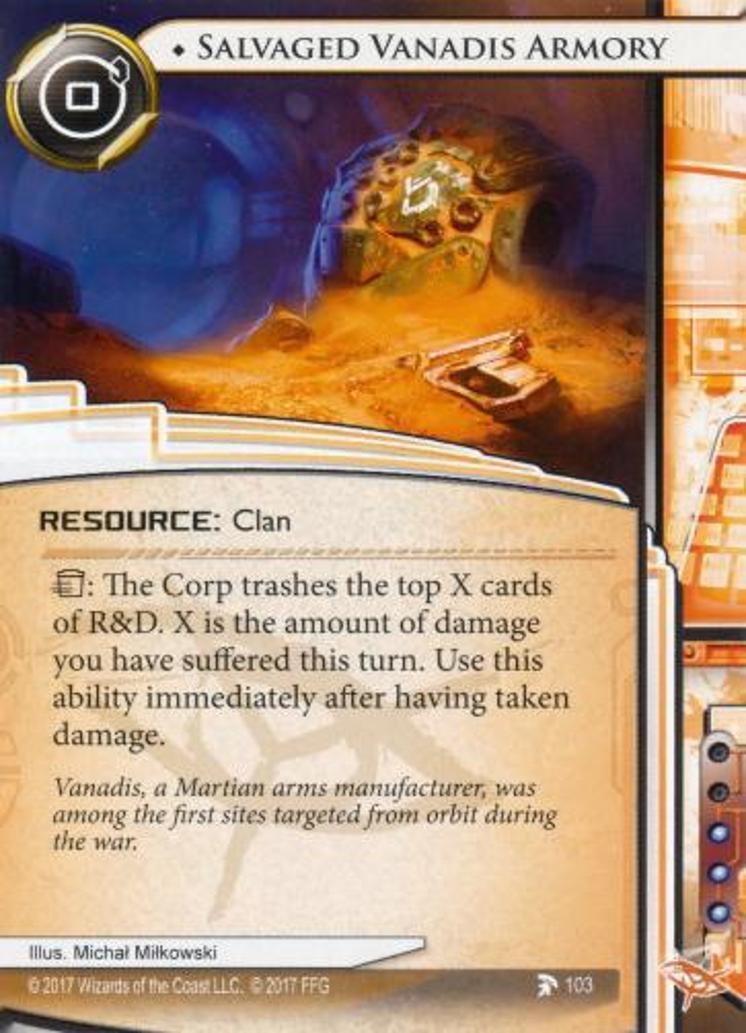 ◆ Salvaged Vanadis Armory
RESOURCE: Clan
: The Corp trashes the top X cards
of R&D. X is the amount of damage
you have suffered this turn. Use this
ability immediately after having taken
damage.
Vanadis, a Martian arms manufacturer, was
among the first sites targeted from orbit during
the war.
Illus. Michał Miłkowski
© 2017 Wizards of the Coast LLC. © 2017 FFG
103